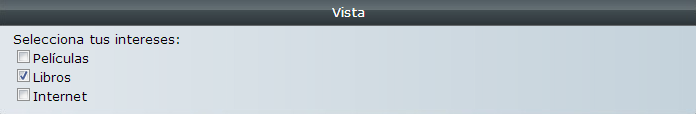 Vista
Selecciona tus intereses:
Películas
Libros
Internet